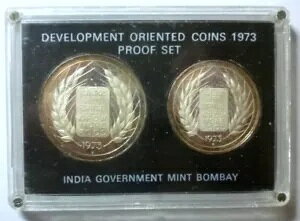 DEVELOPMENT ORIENTED COINS 1973
PROOF SET
1973
1973
INDIA GOVERNMENT MINT BOMBAY